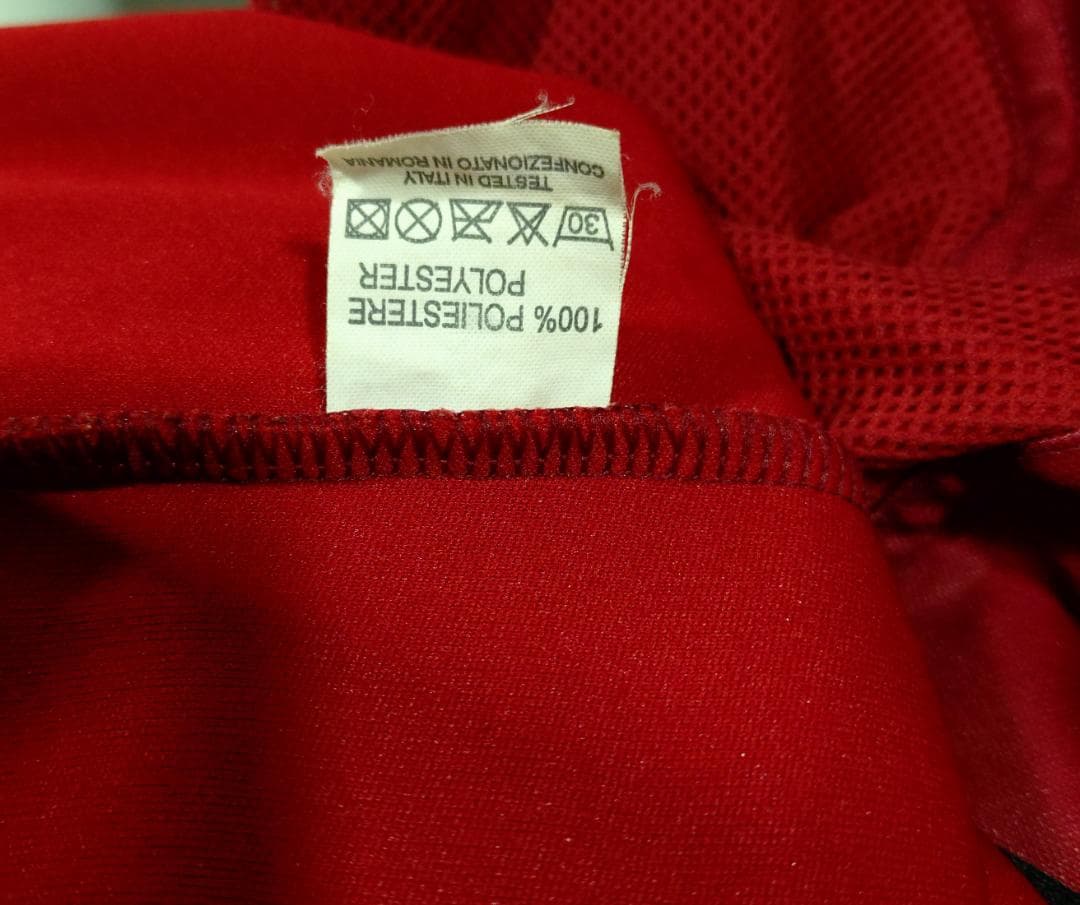 100% POLIESTERE
POLYESTER
30
TESTED IN ITALY
CONFEZIONATO IN ROMANIA